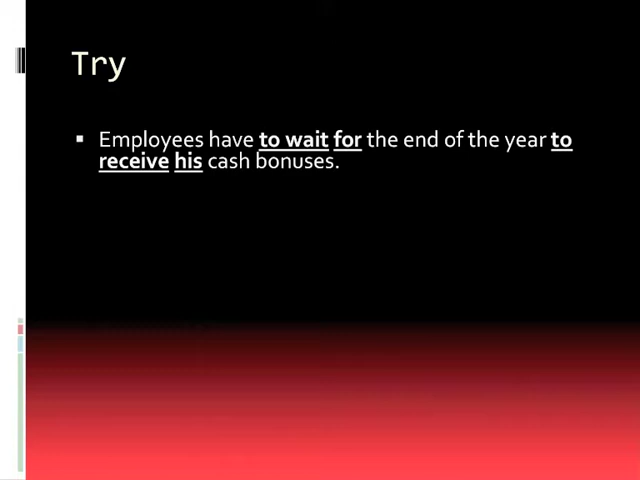 Try
▪ Employees have to wait for the end of the year to
receive his cash bonuses.